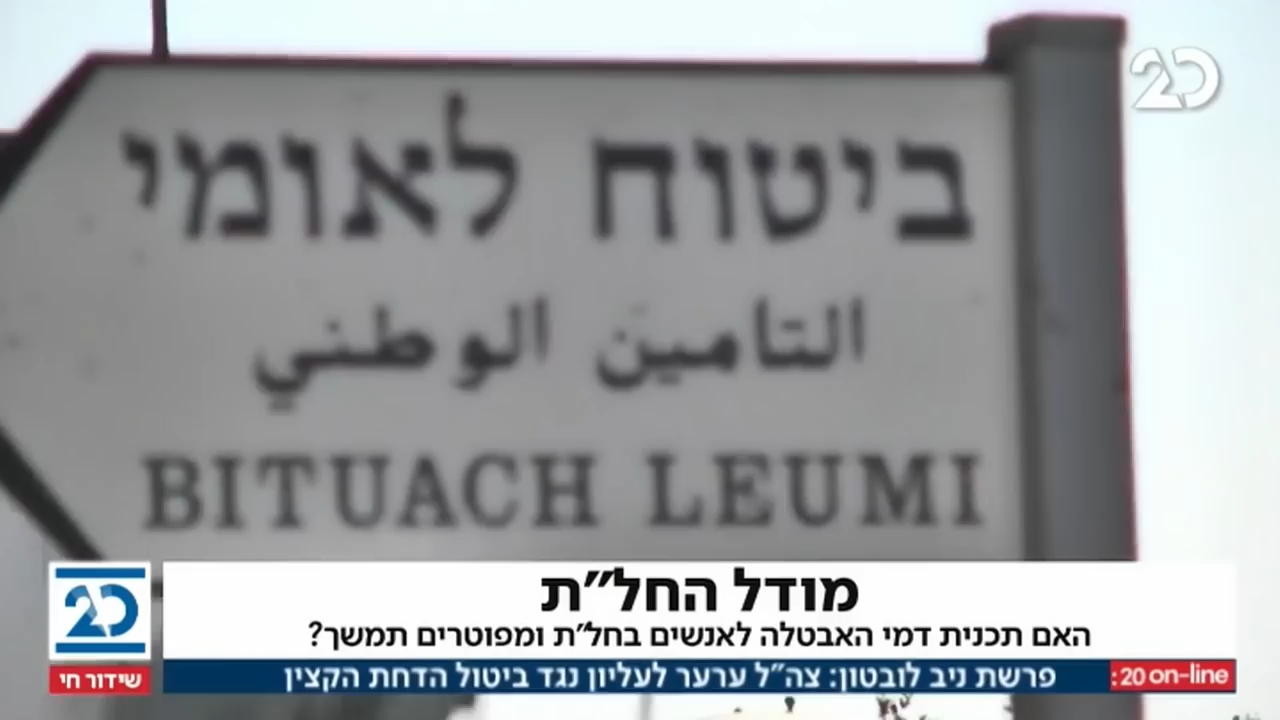 20
ביטוח לאומי
التامين الوطني
BITUACH LEUMI
20
מודל החל״ת
האם תכנית דמי האבטלה לאנשים בחל״ת ומפוטרים תמשך?
שידור חי
20 on-line:
פרשת ניב לובטון: צה״ל ערער לעליון נגד ביטול הדחת הקצין